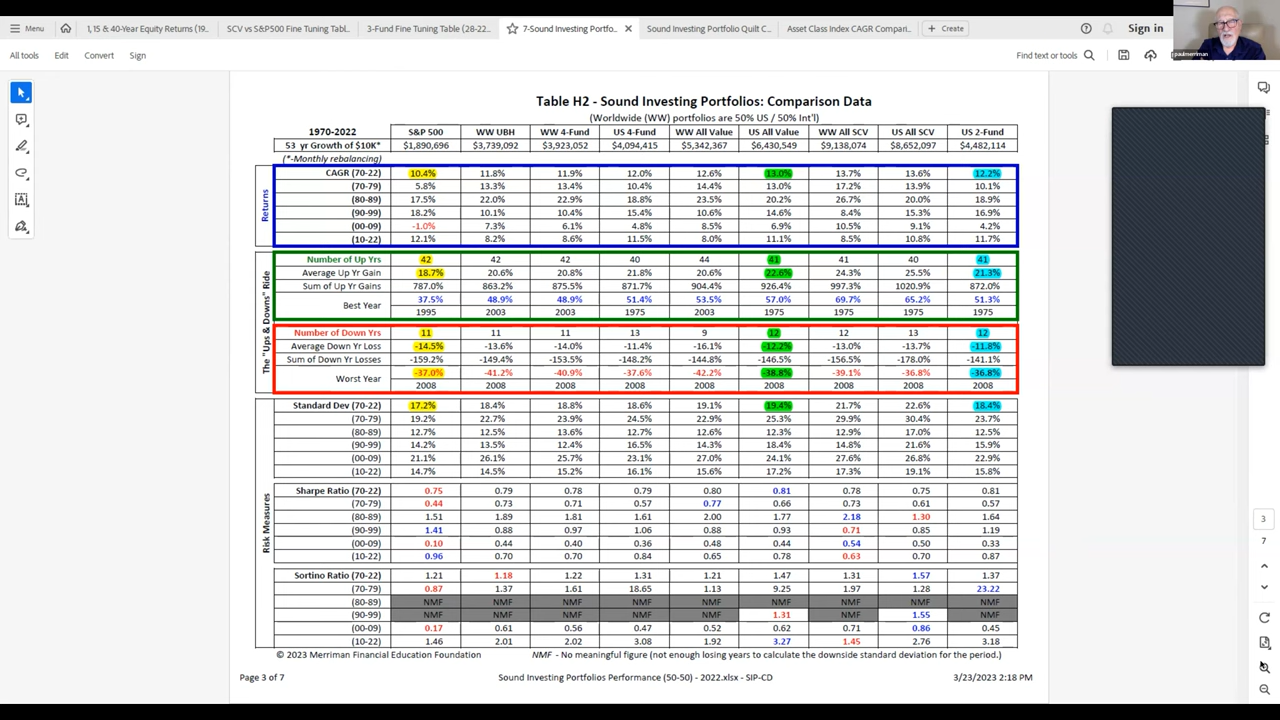 Menu 1, 15 & 40-Year Equity Returns (19... SCV vs S&P500 Fine Tuning Tabl... 3-Fund Fine Tuning Table (28-22... 7-Sound Investing Portfo... Sound Investing Portfolio Quilt C... Asset Class Index CAGR Compari... + Create Sign in
All tools Edit Convert Sign Find text or tools
paulmerriman
Table H2 - Sound Investing Portfolios: Comparison Data
(Worldwide (WW) portfolios are 50% US / 50% Int'l)
1970-2022 S&P 500 WW UBH WW 4-Fund US 4-Fund WW All Value US All Value WW All SCV US All SCV US 2-Fund
53 yr Growth of $10K* $1,890,696 $3,739,092 $3,923,052 $4,094,415 $5,342,367 $6,430,549 $9,138,074 $8,652,097 $4,482,114
(*-Monthly rebalancing)
Returns
CAGR (70-22) 10.4% 11.8% 11.9% 12.0% 12.6% 13.0% 13.7% 13.6% 12.2%
(70-79) 5.8% 13.3% 13.4% 10.4% 14.4% 13.0% 17.2% 13.9% 10.1%
(80-89) 17.5% 22.0% 22.9% 18.8% 23.5% 20.2% 26.7% 20.0% 18.9%
(90-99) 18.2% 10.1% 10.4% 15.4% 10.6% 14.6% 8.4% 15.3% 16.9%
(00-09) -1.0% 7.3% 6.1% 4.8% 8.5% 6.9% 10.5% 9.1% 4.2%
(10-22) 12.1% 8.2% 8.6% 11.5% 8.0% 11.1% 8.5% 10.8% 11.7%
The "Ups & Downs" Ride
Number of Up Yrs 42 42 42 40 44 41 41 40 41
Average Up Yr Gain 18.7% 20.6% 20.8% 21.8% 20.6% 22.6% 24.3% 25.5% 21.3%
Sum of Up Yr Gains 787.0% 863.2% 875.5% 871.7% 904.4% 926.4% 997.3% 1020.9% 872.0%
Best Year 37.5% 48.9% 48.9% 51.4% 53.5% 57.0% 69.7% 65.2% 51.3%
1995 2003 2003 1975 2003 1975 1975 1975 1975
Number of Down Yrs 11 11 11 13 9 12 12 13 12
Average Down Yr Loss -14.5% -13.6% -14.0% -11.4% -16.1% -12.2% -13.0% -13.7% -11.8%
Sum of Down Yr Losses -159.2% -149.4% -153.5% -148.2% -144.8% -146.5% -156.5% -178.0% -141.1%
Worst Year -37.0% -41.2% -40.9% -37.6% -42.2% -38.8% -39.1% -36.8% -36.8%
2008 2008 2008 2008 2008 2008 2008 2008 2008
Risk Measures
Standard Dev (70-22) 17.2% 18.4% 18.8% 18.6% 19.1% 19.4% 21.7% 22.6% 18.4%
(70-79) 19.2% 22.7% 23.9% 24.5% 22.9% 25.3% 29.9% 30.4% 23.7%
(80-89) 12.7% 12.5% 13.6% 12.7% 12.6% 12.3% 12.9% 17.0% 12.5%
(90-99) 14.2% 13.5% 12.4% 16.5% 14.3% 18.4% 14.8% 21.6% 15.9%
(00-09) 21.1% 26.1% 25.7% 23.1% 27.0% 24.1% 27.6% 26.8% 22.9%
(10-22) 14.7% 14.5% 15.2% 16.1% 15.6% 17.2% 17.3% 19.1% 15.8%
Sharpe Ratio (70-22) 0.75 0.79 0.78 0.79 0.80 0.81 0.78 0.75 0.81
(70-79) 0.44 0.73 0.71 0.57 0.77 0.66 0.73 0.61 0.57
(80-89) 1.51 1.89 1.81 1.61 2.00 1.77 2.18 1.30 1.64
(90-99) 1.41 0.88 0.97 1.06 0.88 0.93 0.71 0.85 1.19
(00-09) 0.10 0.44 0.40 0.36 0.48 0.44 0.54 0.50 0.33
(10-22) 0.96 0.70 0.70 0.84 0.65 0.78 0.63 0.70 0.87
Sortino Ratio (70-22) 1.21 1.18 1.22 1.31 1.21 1.47 1.31 1.57 1.37
(70-79) 0.87 1.37 1.61 18.65 1.13 9.25 1.97 1.28 23.22
(80-89) NMF NMF NMF NMF NMF NMF NMF NMF NMF
(90-99) NMF NMF NMF NMF NMF 1.31 NMF 1.55 NMF
(00-09) 0.17 0.61 0.56 0.47 0.52 0.62 0.71 0.86 0.45
(10-22) 1.46 2.01 2.02 3.08 1.92 3.27 1.45 2.76 3.18
© 2023 Merriman Financial Education Foundation NMF - No meaningful figure (not enough losing years to calculate the downside standard deviation for the period.)
Page 3 of 7 Sound Investing Portfolios Performance (50-50) - 2022.xlsx - SIP-CD 3/23/2023 2:18 PM
3
7